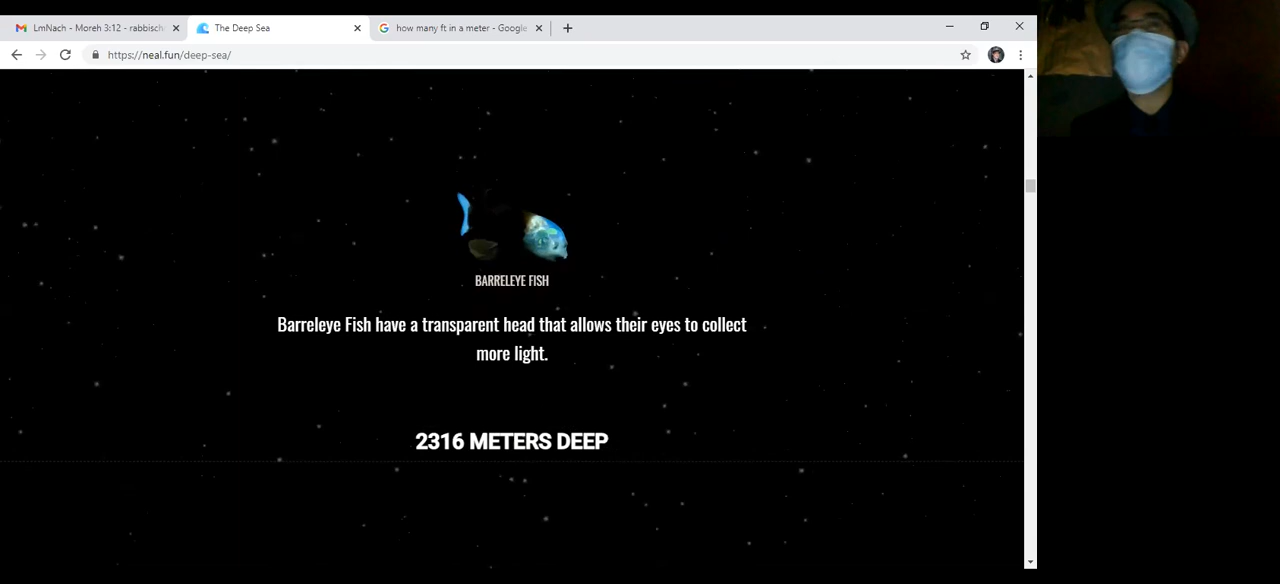 LmNach - Moreh 3:12 - rabbisch
The Deep Sea
how many ft in a meter - Google
https://neal.fun/deep-sea/
BARRELEYE FISH
Barreleye Fish have a transparent head that allows their eyes to collect
more light.
2316 METERS DEEP